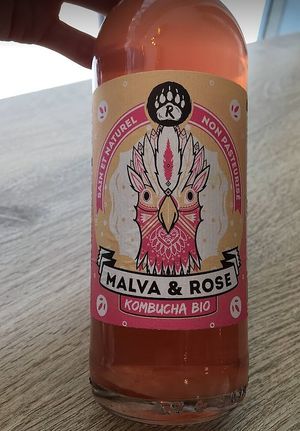 R
SAIN ET NATUREL
NON PASTEURISÉ
MALVA & ROSE
KOMBUCHA BIO